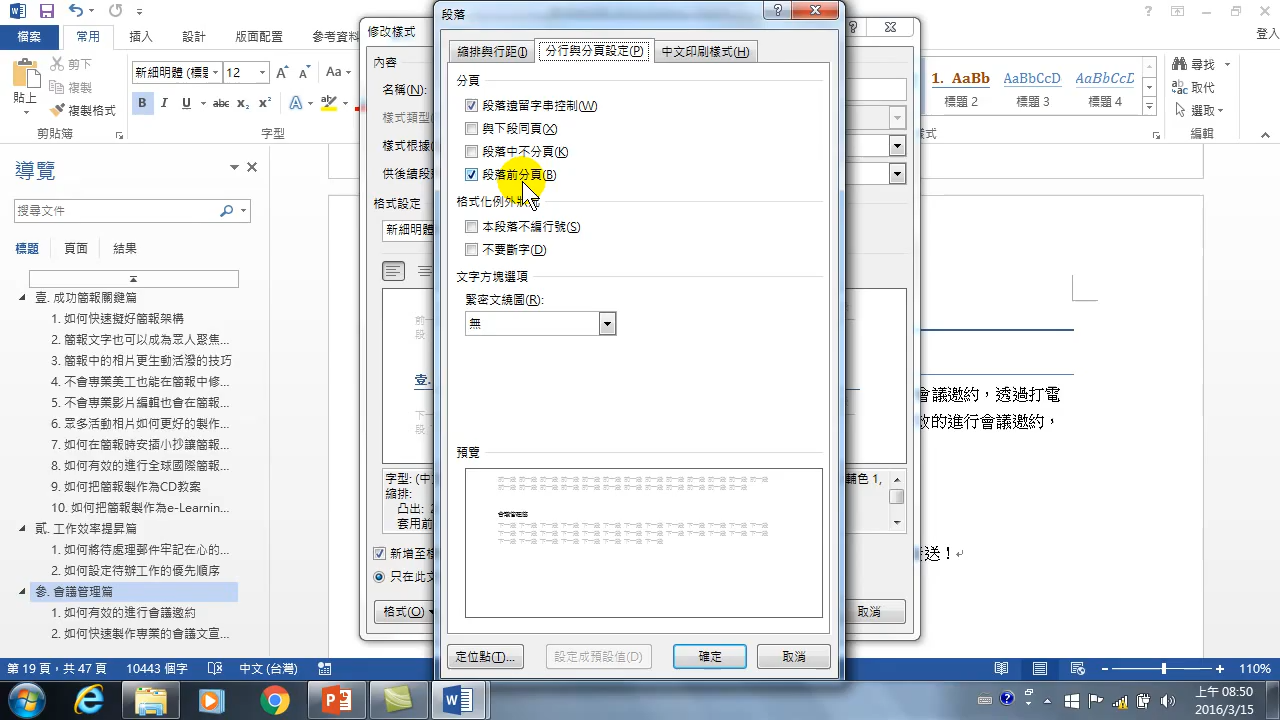 段落
檔案 常用 插入 設計 版面配置 參考資料 修改樣式 登入
剪下
複製
貼上 複製格式
剪貼簿
新細明體 (標題 12 Aa
B I U abc x₂ x² A aby
字型
內容
名稱(N):
樣式類型
樣式根據
供後續段
格式設定
新細明
1. AaBb AaBbCcD AaBbCcD
標題 2 標題 3 標題 4
樣式
尋找
取代
選取
編輯
導覽
搜尋文件
標題 頁面 結果
壹. 成功簡報關鍵篇
1. 如何快速擬好簡報架構
2. 簡報文字也可以成為眾人聚焦...
3. 簡報中的相片更生動活潑的技巧
4. 不會專業美工也能在簡報中修...
5. 不會專業影片編輯也會在簡報...
6. 眾多活動相片如何更好的製作...
7. 如何在簡報時安插小抄讓簡報...
8. 如何有效的進行全球國際簡報...
9. 如何把簡報製作為CD教案
10. 如何把簡報製作為e-Learnin...
貳. 工作效率提昇篇
1. 如何將待處理郵件牢記在心的...
2. 如何設定待辦工作的優先順序
參. 會議管理篇
1. 如何有效的進行會議邀約
2. 如何快速製作專業的會議文宣...
縮排與行距(I) 分行與分頁設定(P) 中文印刷樣式(H)
分頁
段落遺留字串控制(W)
與下段同頁(X)
段落中不分頁(K)
段落前分頁(B)
格式化例外狀
本段落不編行號(S)
不要斷字(D)
文字方塊選項
緊密文繞圖(R):
無
預覽
會議管理篇
定位點(T)... 設定成預設值(D) 確定 取消
壹.
字型: (中
縮排:
凸出: 2
套用前
輔色 1,
新增至樣
只在此文
格式(O) 取消
會議邀約，透過打電
效的進行會議邀約，
送！
第 19 頁，共 47 頁 10443 個字 中文 (台灣) 110%
上午 08:50
2016/3/15